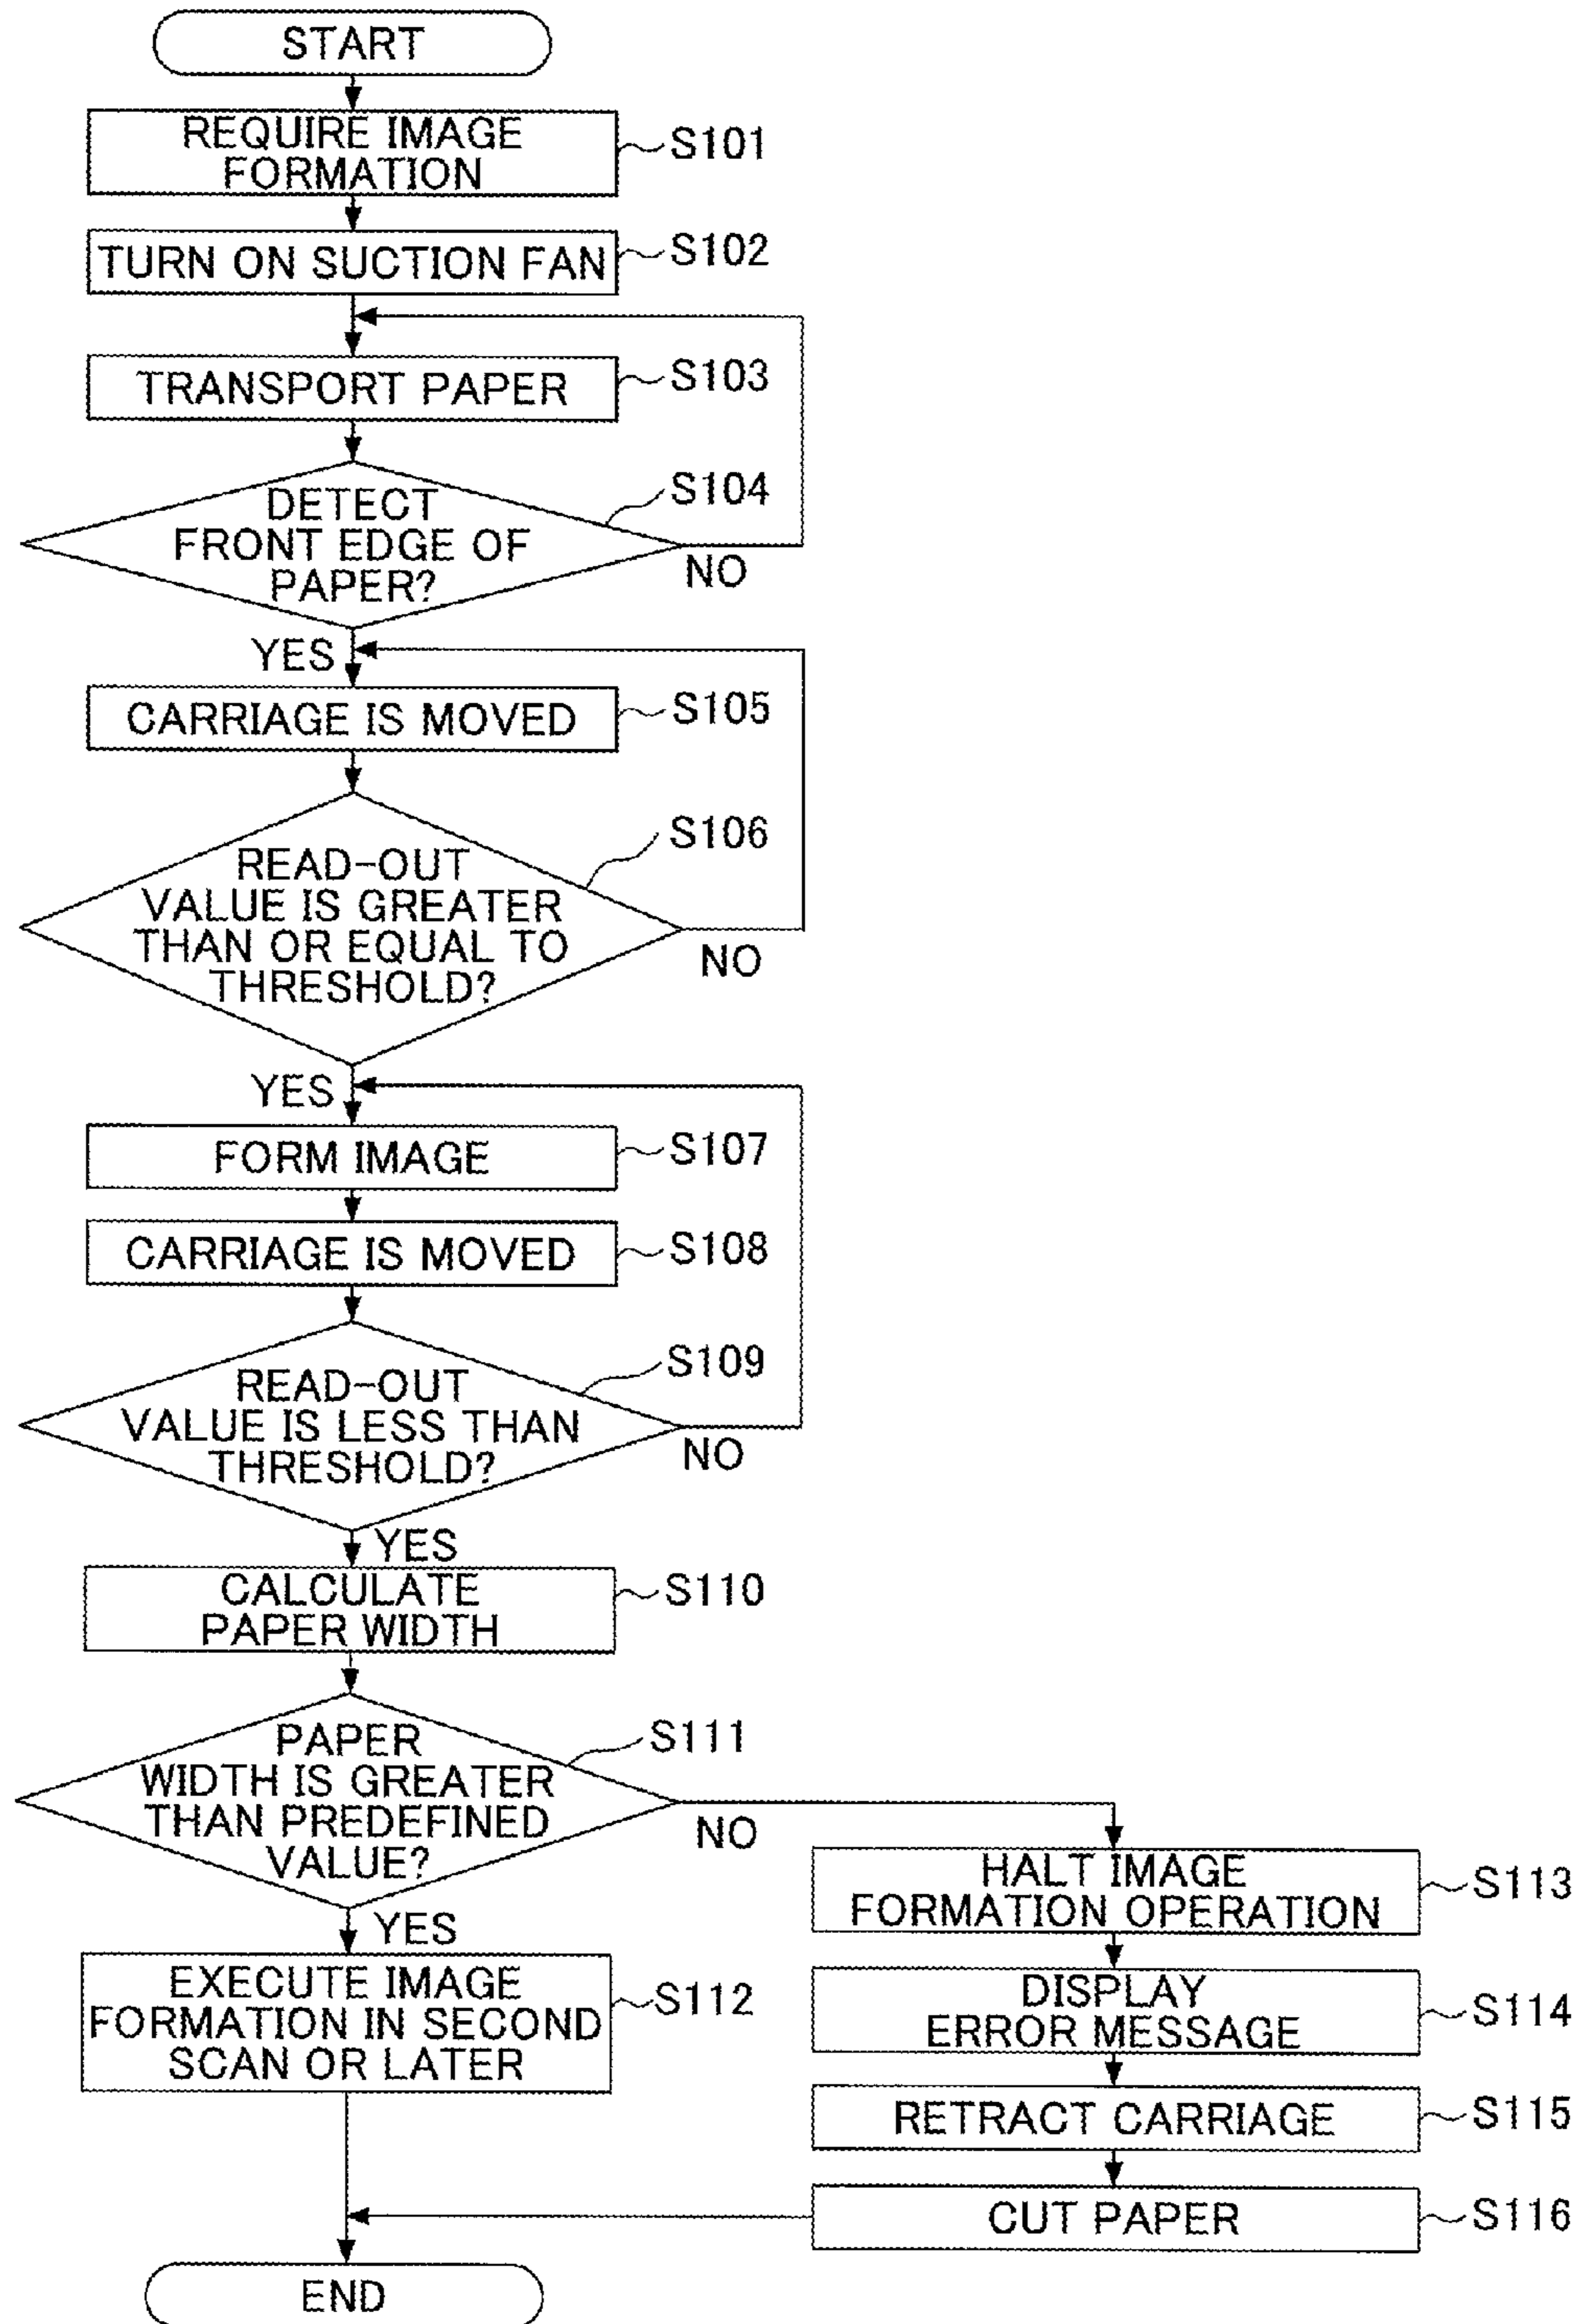 START
REQUIRE IMAGE
FORMATION
S101
TURN ON SUCTION FAN
S102
TRANSPORT PAPER
S103
DETECT
FRONT EDGE OF
PAPER?
S104
NO
YES
CARRIAGE IS MOVED
S105
READ-OUT
VALUE IS GREATER
THAN OR EQUAL TO
THRESHOLD?
S106
NO
YES
FORM IMAGE
S107
CARRIAGE IS MOVED
S108
READ-OUT
VALUE IS LESS THAN
THRESHOLD?
S109
NO
YES
CALCULATE
PAPER WIDTH
S110
PAPER
WIDTH IS GREATER
THAN PREDEFINED
VALUE?
S111
NO
YES
EXECUTE IMAGE
FORMATION IN SECOND
SCAN OR LATER
S112
HALT IMAGE
FORMATION OPERATION
S113
DISPLAY
ERROR MESSAGE
S114
RETRACT CARRIAGE
S115
CUT PAPER
S116
END